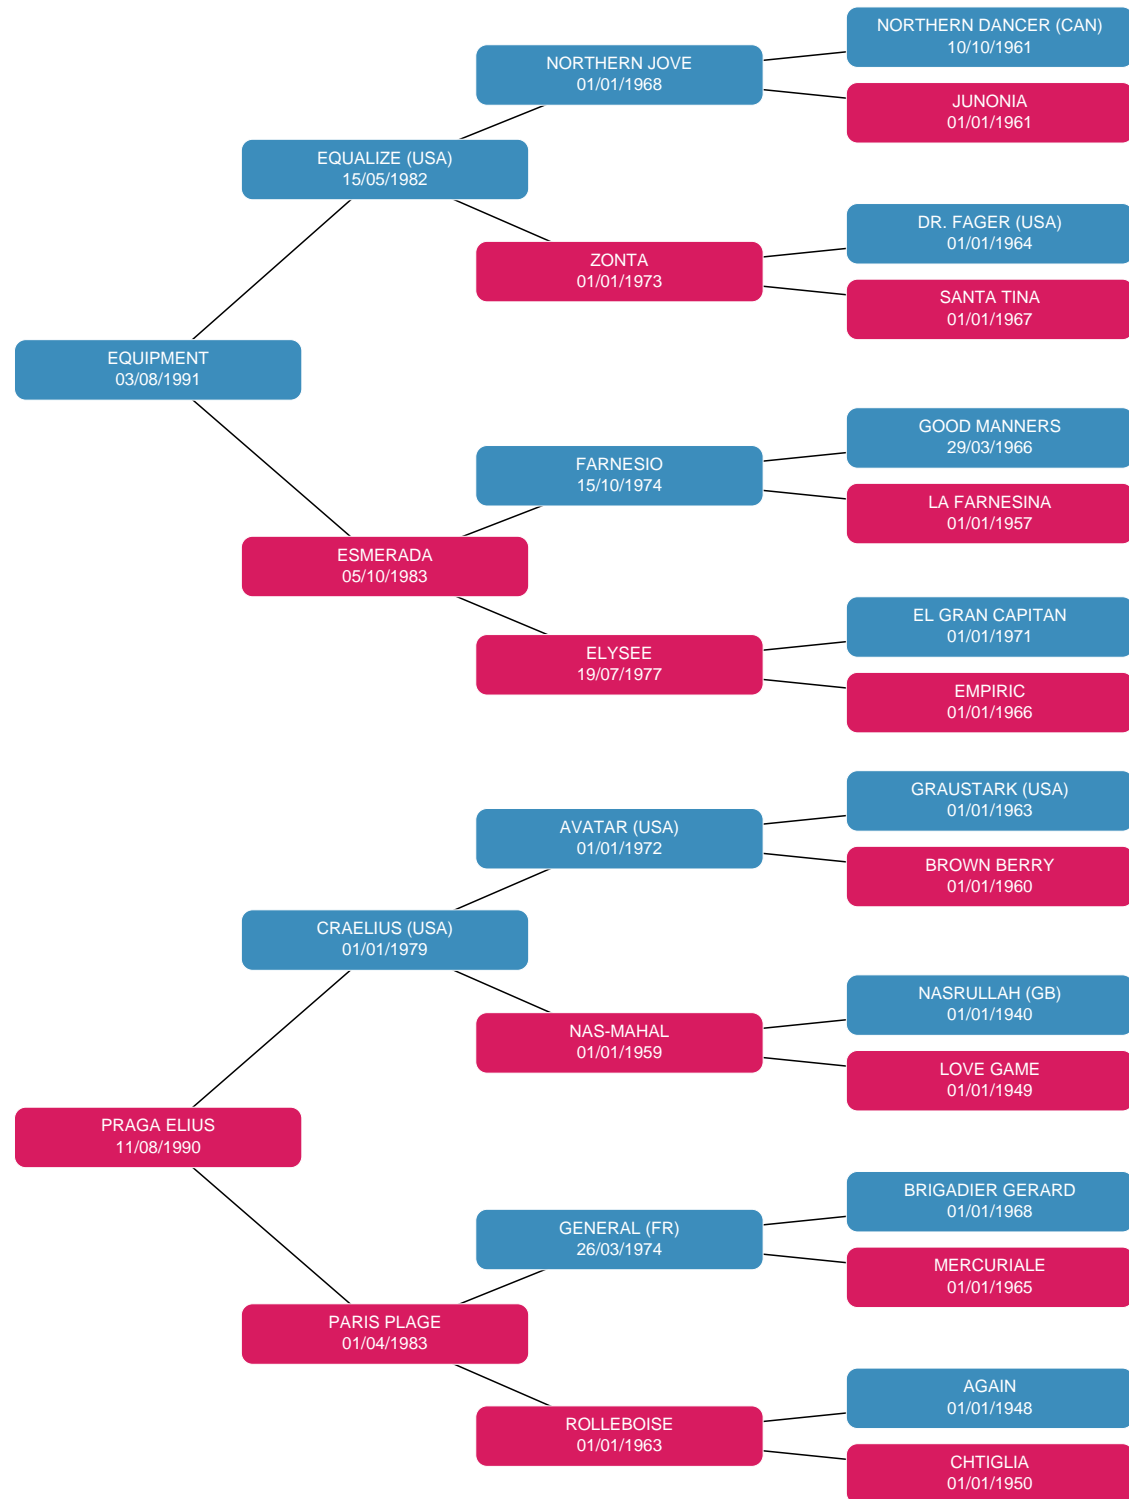 NORTHERN DANCER (CAN)
10/10/1961
NORTHERN JOVE
01/01/1968
JUNONIA
01/01/1961
EQUALIZE (USA)
15/05/1982
DR. FAGER (USA)
01/01/1964
ZONTA
01/01/1973
SANTA TINA
01/01/1967
EQUIPMENT
03/08/1991
GOOD MANNERS
29/03/1966
FARNESIO
15/10/1974
LA FARNESINA
01/01/1957
ESMERADA
05/10/1983
EL GRAN CAPITAN
01/01/1971
ELYSEE
19/07/1977
EMPIRIC
01/01/1966
GRAUSTARK (USA)
01/01/1963
AVATAR (USA)
01/01/1972
BROWN BERRY
01/01/1960
CRAELIUS (USA)
01/01/1979
NASRULLAH (GB)
01/01/1940
NAS-MAHAL
01/01/1959
LOVE GAME
01/01/1949
PRAGA ELIUS
11/08/1990
BRIGADIER GERARD
01/01/1968
GENERAL (FR)
26/03/1974
MERCURIALE
01/01/1965
PARIS PLAGE
01/04/1983
AGAIN
01/01/1948
ROLLEBOISE
01/01/1963
CHTIGLIA
01/01/1950